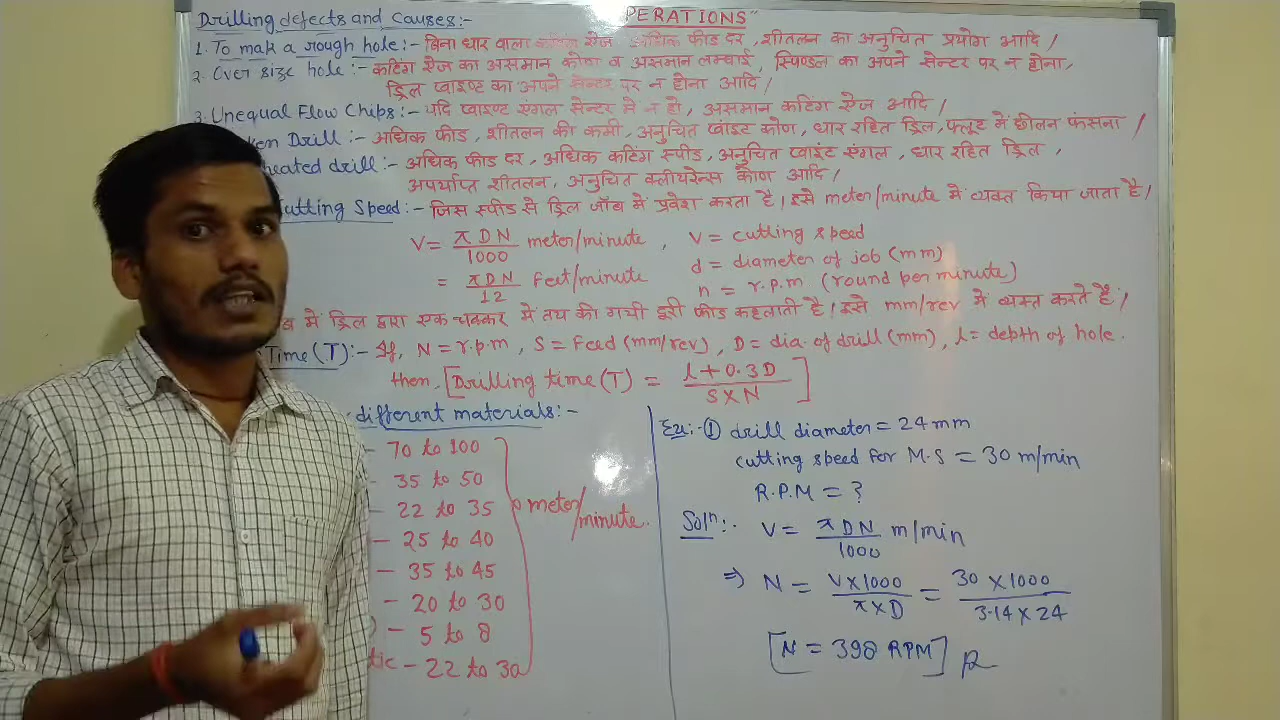 PERATIONS"
Drilling defects and causes:-
1. To mak a rough hole:- बिना धार वाला कटिंग ऐज अधिक फीड दर, शीतलन का अनुचित प्रयोग आदि /
2. Over size hole:- कटिंग ऐज का असमान कोण व असमान लम्बाई, स्पिण्डल का अपने सेन्टर पर न होना,
ड्रिल प्वाइण्ट का अपने सेन्टर पर न होना आदि /
3. Unequal Flow Chips:- यदि प्वाइण्ट एंगल सेन्टर में न हो, असमान कटिंग ऐज आदि /
ken Drill:- अधिक फीड, शीतलन की कमी, अनुचित प्वांइट कोण, धार रहित ड्रिल, फ्लूट में छीलन फंसना /
heated drill:- अधिक फीड दर, अधिक कटिंग स्पीड, अनुचित प्वाइंट एंगल, धार रहित ड्रिल,
अपर्याप्त शीतलन, अनुचित क्लीयरेन्स कोण आदि /
Cutting Speed:- जिस स्पीड से ड्रिल जॉब में प्रवेश करता है। इसे meter/minute में व्यक्त किया जाता है।
V = πDN/1000 meter/minute, V = cutting speed
d = diameter of job (mm)
= πDN/12 Feet/minute n = r.p.m (round per minute)
में ड्रिल द्वारा एक चक्कर में तय की गयी दूरी फीड कहलाती है। इसे mm/rev में व्यक्त करते हैं।
Time (T):- If, N = r.p.m, S = Feed (mm/rev), D = dia. of drill (mm), l = depth of hole.
then, [Drilling time (T) = l + 0.3D / S×N]
different materials:-
- 70 to 100
- 35 to 50
- 22 to 35
- 25 to 40
- 35 to 45
- 20 to 30
- 5 to 8
tic - 22 to 30
meter/minute.
Ex:- ① drill diameter = 24 mm
cutting speed for M.S = 30 m/min
R.P.M = ?
Solⁿ:- V = πDN/1000 m/min
⇒ N = V×1000/π×D = 30×1000/3.14×24
[N = 398 RPM]